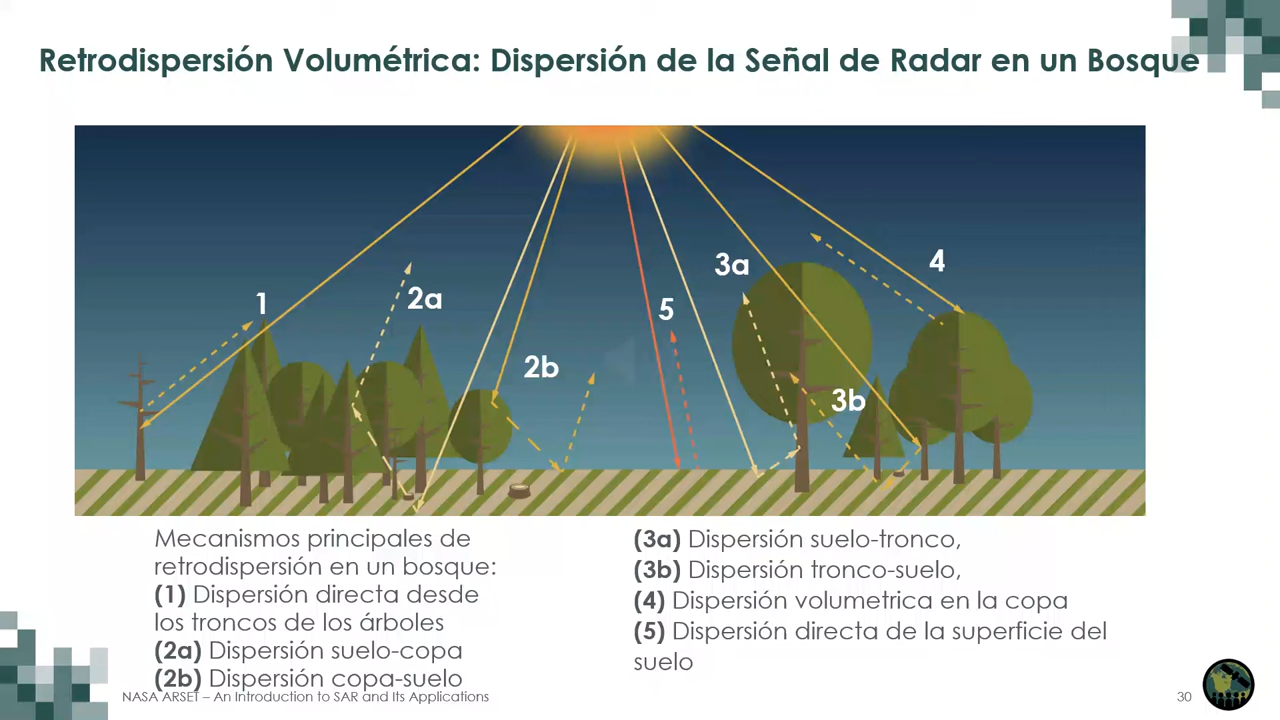 Retrodispersión Volumétrica: Dispersión de la Señal de Radar en un Bosque
1
2a
2b
5
3a
3b
4
Mecanismos principales de
retrodispersión en un bosque:
(1) Dispersión directa desde
los troncos de los árboles
(2a) Dispersión suelo-copa
(2b) Dispersión copa-suelo
(3a) Dispersión suelo-tronco,
(3b) Dispersión tronco-suelo,
(4) Dispersión volumetrica en la copa
(5) Dispersión directa de la superficie del
suelo
NASA ARSET – An Introduction to SAR and Its Applications
30